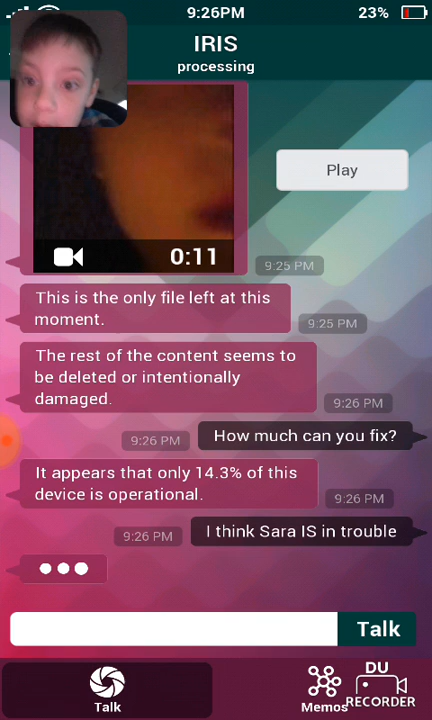 9:26PM
23%
IRIS
processing
Play
0:11
9:25 PM
This is the only file left at this
moment.
9:25 PM
The rest of the content seems to
be deleted or intentionally
damaged.
9:26 PM
9:26 PM
How much can you fix?
It appears that only 14.3% of this
device is operational.
9:26 PM
9:26 PM
I think Sara IS in trouble
Talk
Talk
Memos
DU
RECORDER